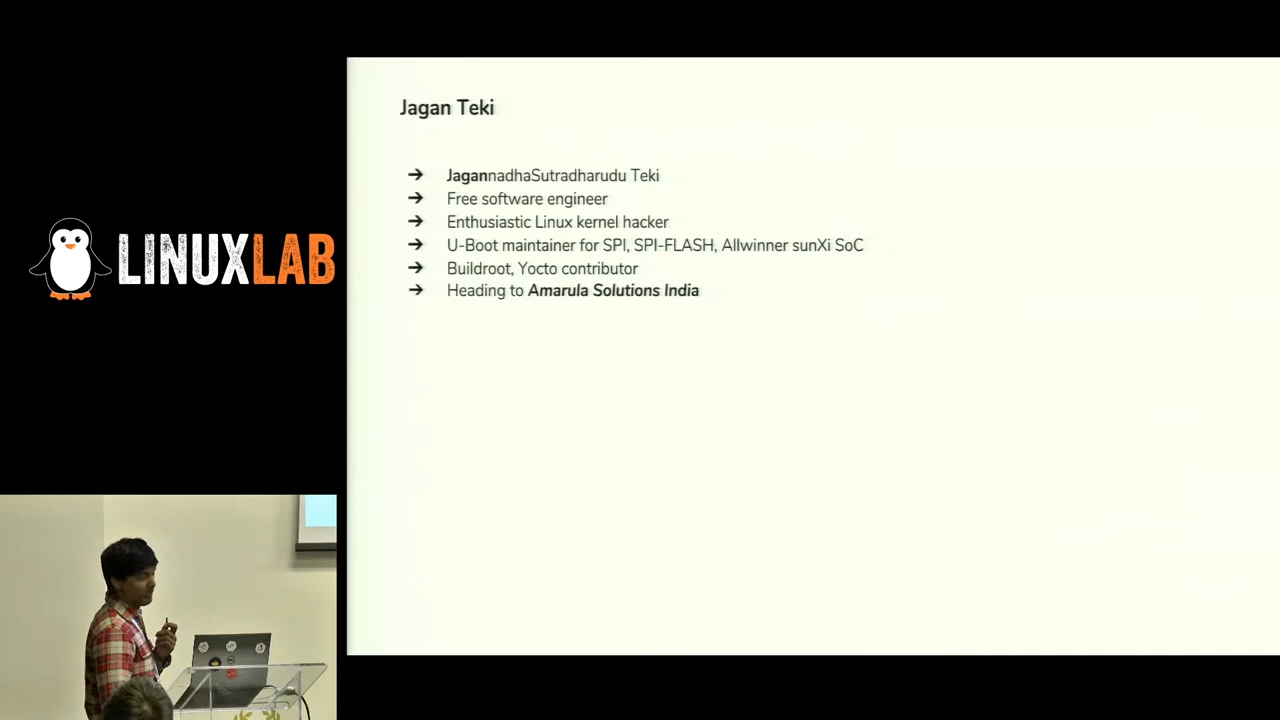 Jagan Teki
➔ JagannadhaSutradharudu Teki
➔ Free software engineer
➔ Enthusiastic Linux kernel hacker
➔ U-Boot maintainer for SPI, SPI-FLASH, Allwinner sunXi SoC
➔ Buildroot, Yocto contributor
➔ Heading to Amarula Solutions India
LINUXLAB